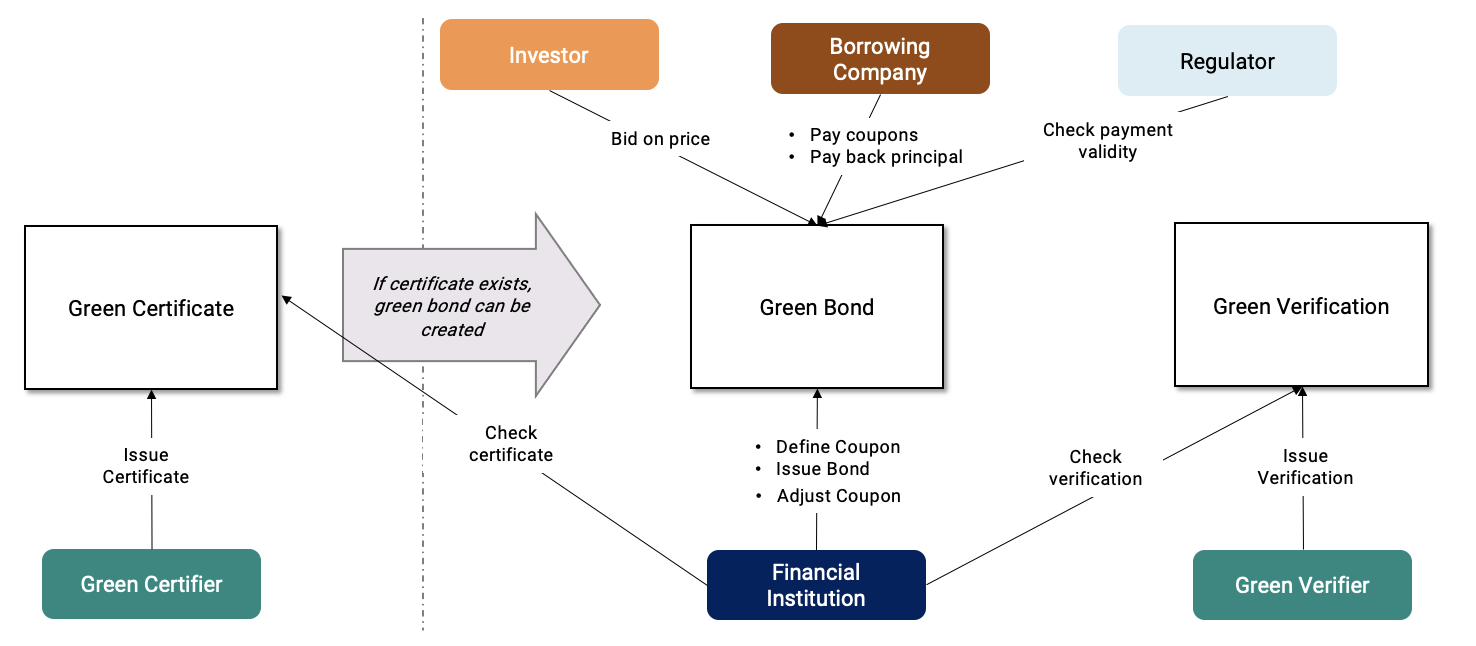 Investor
Borrowing
Company
Regulator
Bid on price
• Pay coupons
• Pay back principal
Check payment
validity
Green Certificate
If certificate exists,
green bond can be
created
Green Bond
Green Verification
Issue
Certificate
Check
certificate
• Define Coupon
• Issue Bond
• Adjust Coupon
Check
verification
Issue
Verification
Green Certifier
Financial
Institution
Green Verifier